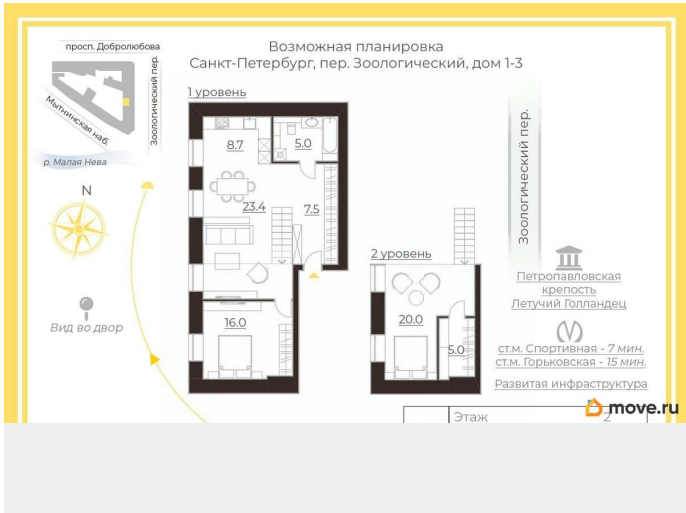 просп. Добролюбова
Зоологический пер.
Мытнинская наб.
р. Малая Нева
N
Вид во двор
Возможная планировка
Санкт-Петербург, пер. Зоологический, дом 1-3
1 уровень
8.7
5.0
23.4
7.5
16.0
2 уровень
20.0
5.0
Зоологический пер.
Петропавловская
крепость
Летучий Голландец
ст.м. Спортивная - 7 мин.
ст.м. Горьковская - 15 мин.
Развитая инфраструктура
Этаж 2
move.ru